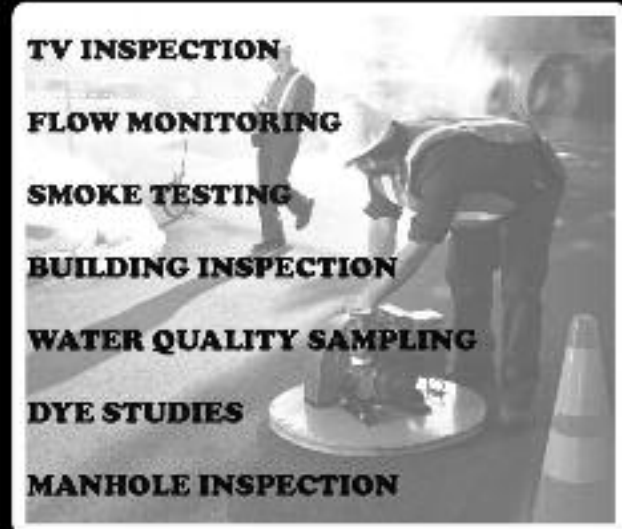 TV INSPECTION
FLOW MONITORING
SMOKE TESTING
BUILDING INSPECTION
WATER QUALITY SAMPLING
DYE STUDIES
MANHOLE INSPECTION